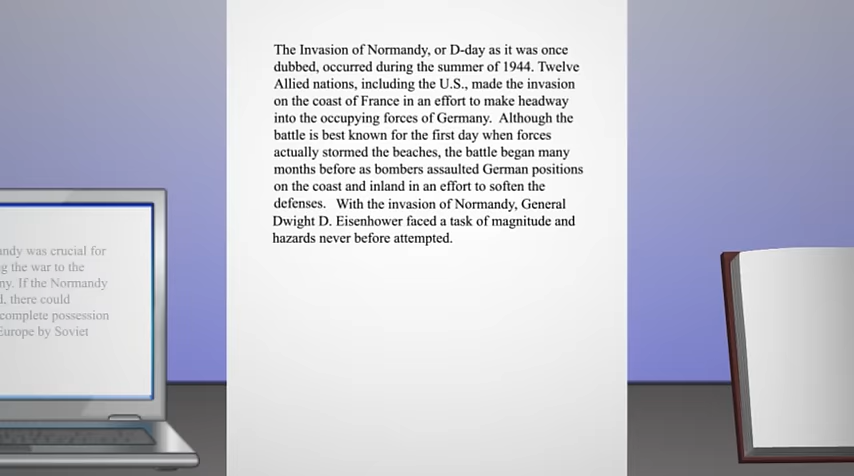 The Invasion of Normandy, or D-day as it was once
dubbed, occurred during the summer of 1944. Twelve
Allied nations, including the U.S., made the invasion
on the coast of France in an effort to make headway
into the occupying forces of Germany.  Although the
battle is best known for the first day when forces
actually stormed the beaches, the battle began many
months before as bombers assaulted German positions
on the coast and inland in an effort to soften the
defenses.   With the invasion of Normandy, General
Dwight D. Eisenhower faced a task of magnitude and
hazards never before attempted.
andy was crucial for
g the war to the
ny. If the Normandy
d, there could
complete possession
Europe by Soviet